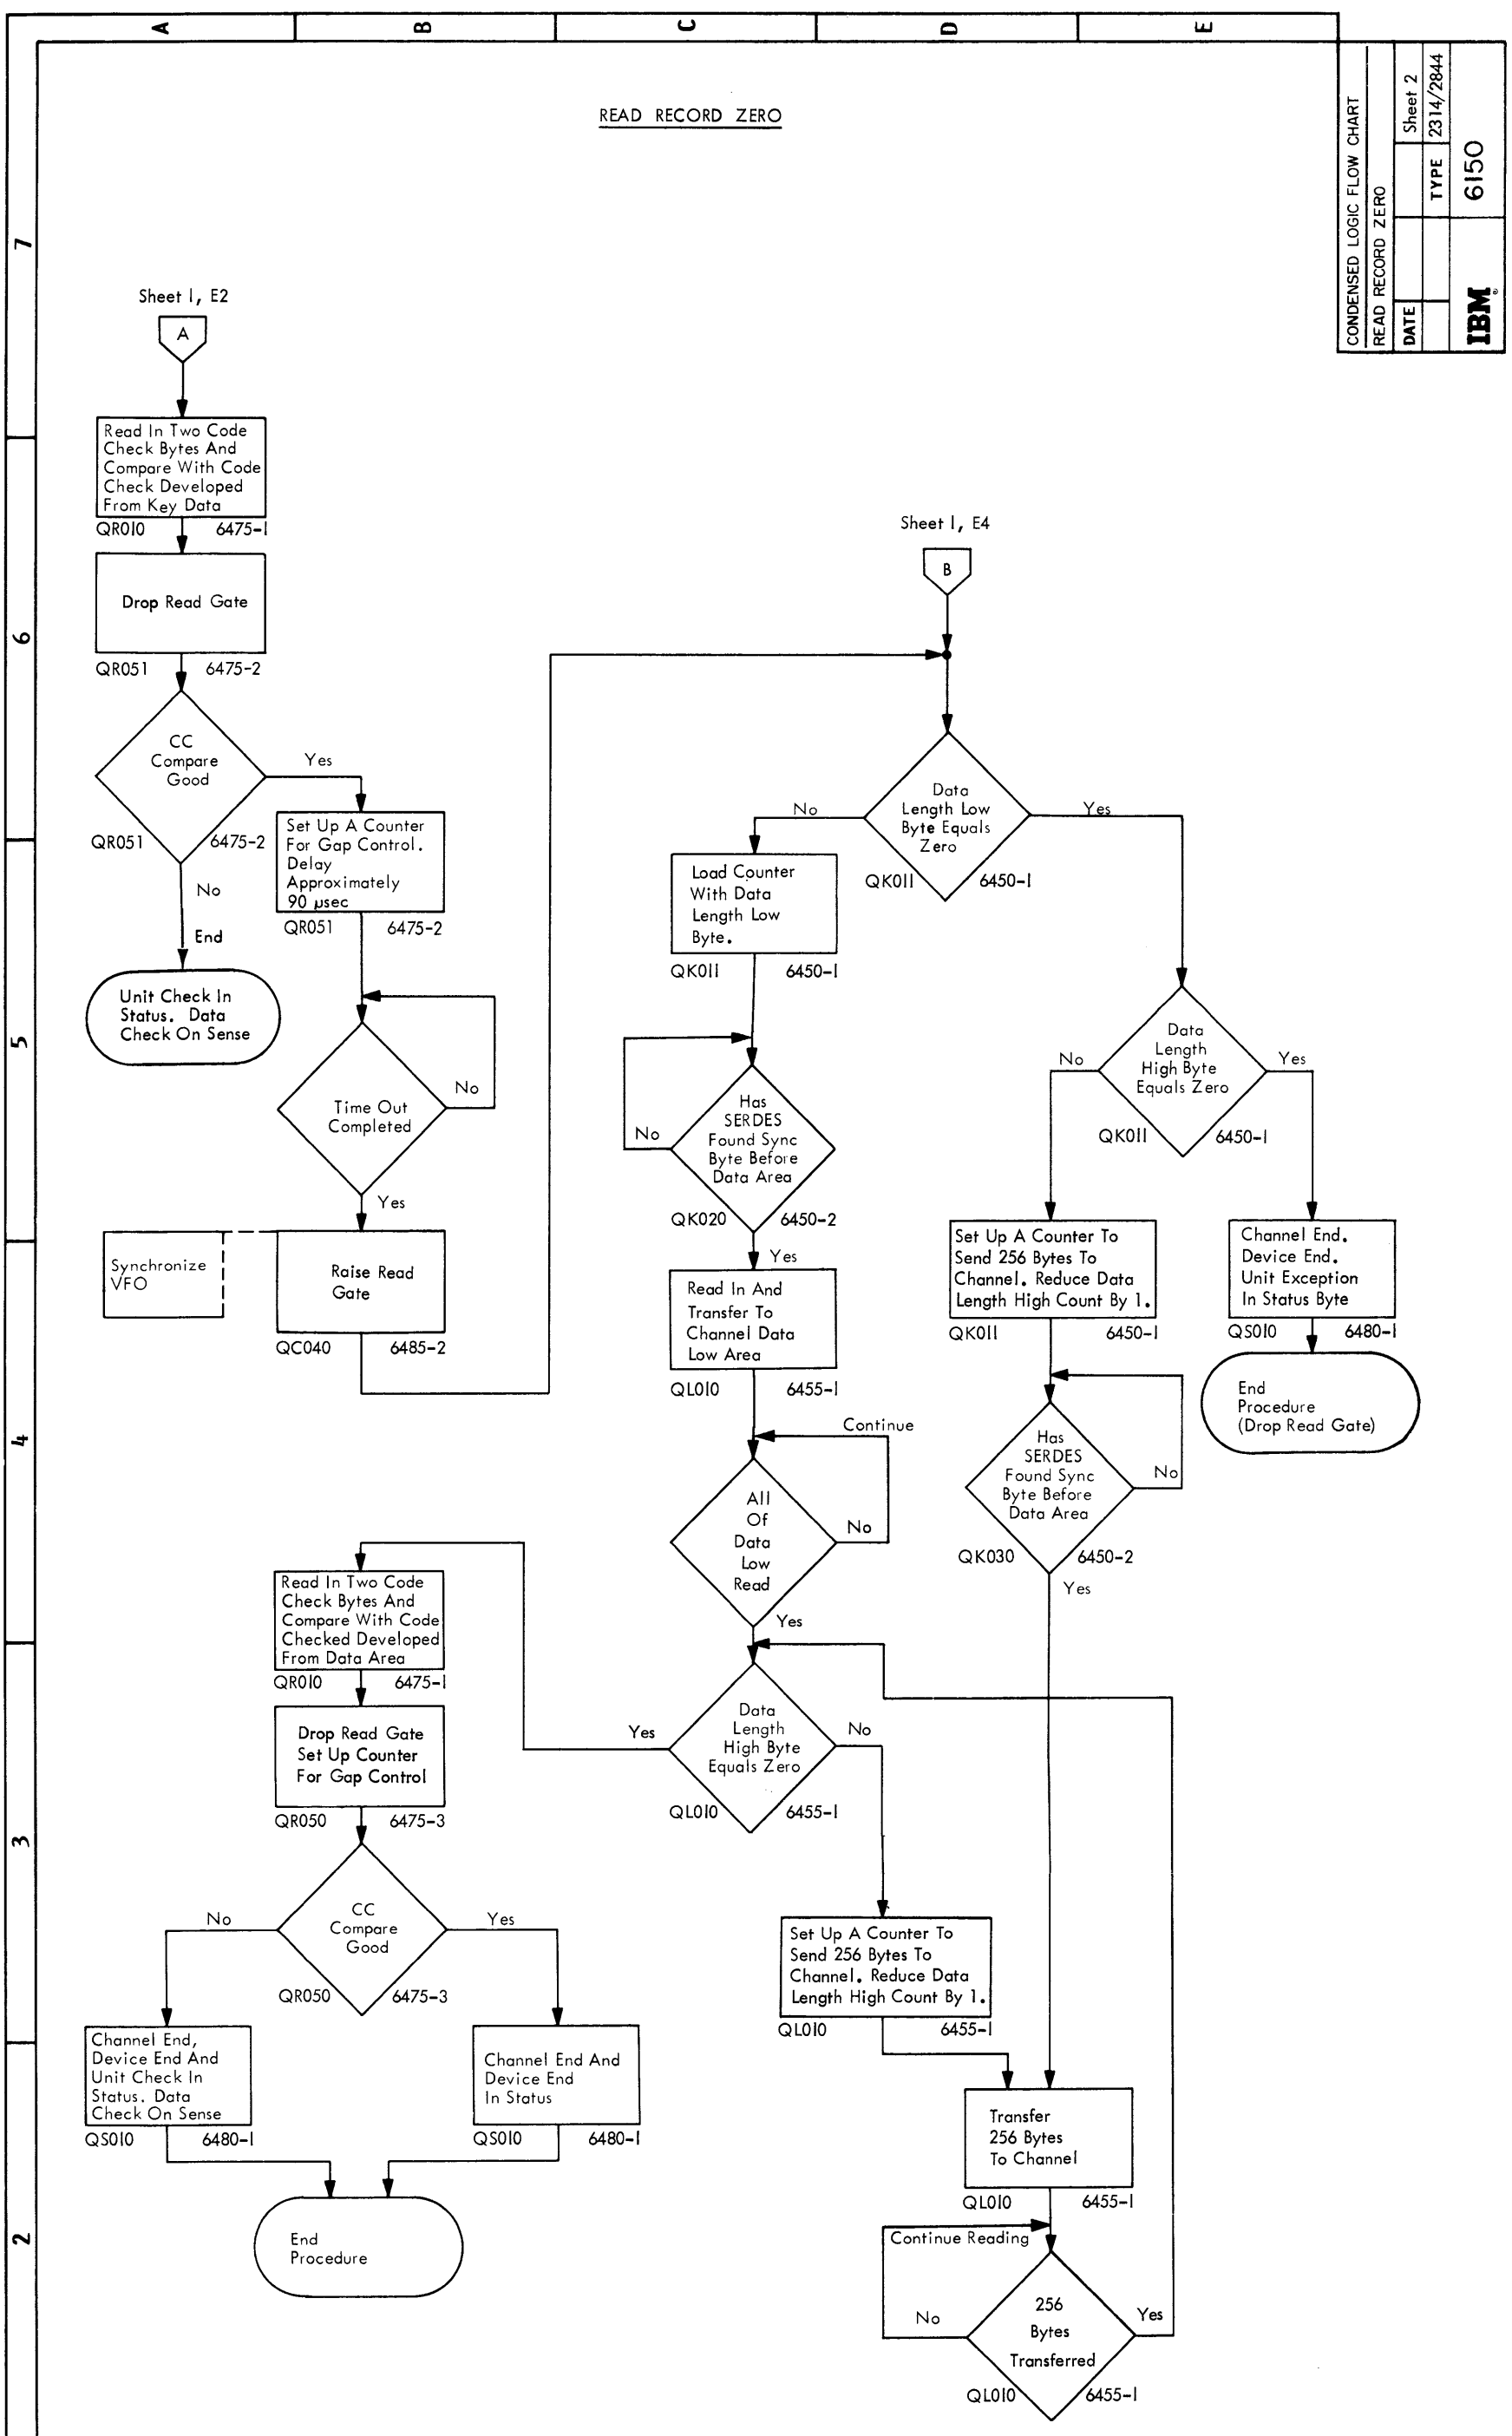 A
B
C
D
E
READ RECORD ZERO
CONDENSED LOGIC FLOW CHART
READ RECORD ZERO
DATE
Sheet 2
TYPE
2314/2844
IBM
6150
7
6
5
4
3
2
Sheet 1, E2
A
Read In Two Code
Check Bytes And
Compare With Code
Check Developed
From Key Data
QR010 6475-1
Drop Read Gate
QR051 6475-2
CC
Compare
Good
QR051 6475-2
Yes
No
End
Unit Check In
Status. Data
Check On Sense
Set Up A Counter
For Gap Control.
Delay
Approximately
90 µsec
QR051 6475-2
Time Out
Completed
No
Yes
Synchronize
VFO
Raise Read
Gate
QC040 6485-2
Sheet 1, E4
B
Data
Length Low
Byte Equals
Zero
QK011 6450-1
No
Yes
Load Counter
With Data
Length Low
Byte.
QK011 6450-1
Has
SERDES
Found Sync
Byte Before
Data Area
No
QK020 6450-2
Yes
Read In And
Transfer To
Channel Data
Low Area
QL010 6455-1
Continue
All
Of
Data
Low
Read
No
Yes
Data
Length
High Byte
Equals Zero
QK011 6450-1
No
Yes
Set Up A Counter To
Send 256 Bytes To
Channel. Reduce Data
Length High Count By 1.
QK011 6450-1
Channel End.
Device End.
Unit Exception
In Status Byte
QS010 6480-1
End
Procedure
(Drop Read Gate)
Has
SERDES
Found Sync
Byte Before
Data Area
No
QK030 6450-2
Yes
Data
Length
High Byte
Equals Zero
Yes
No
QL010 6455-1
Read In Two Code
Check Bytes And
Compare With Code
Checked Developed
From Data Area
QR010 6475-1
Drop Read Gate
Set Up Counter
For Gap Control
QR050 6475-3
CC
Compare
Good
No
Yes
QR050 6475-3
Channel End,
Device End And
Unit Check In
Status. Data
Check On Sense
QS010 6480-1
Channel End And
Device End
In Status
QS010 6480-1
End
Procedure
Set Up A Counter To
Send 256 Bytes To
Channel. Reduce Data
Length High Count By 1.
QL010 6455-1
Transfer
256 Bytes
To Channel
QL010 6455-1
Continue Reading
256
Bytes
Transferred
No
Yes
QL010 6455-1